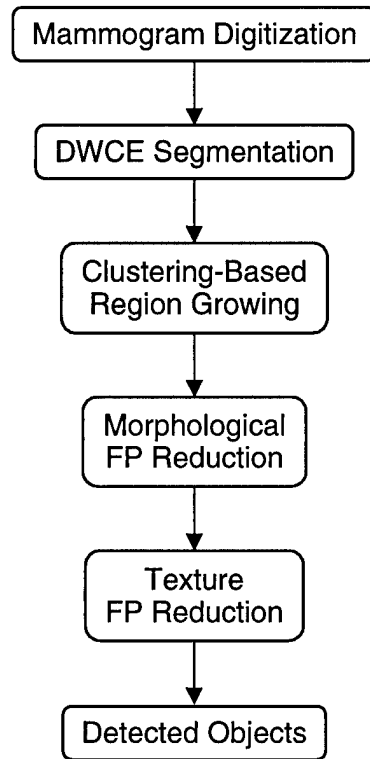 Mammogram Digitization
DWCE Segmentation
Clustering-Based
Region Growing
Morphological
FP Reduction
Texture
FP Reduction
Detected Objects